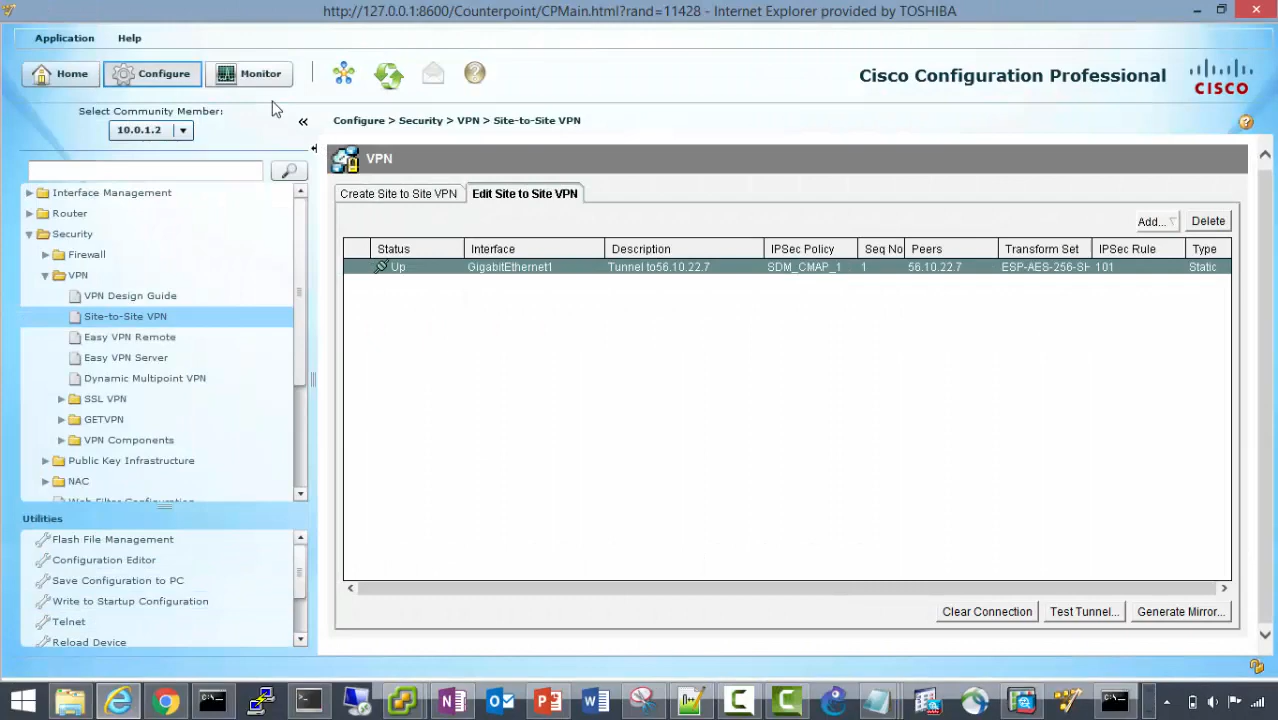 http://127.0.0.1:8600/Counterpoint/CPMain.html?rand=11428 - Internet Explorer provided by TOSHIBA
Application Help
Home Configure Monitor
Cisco Configuration Professional
CISCO
Select Community Member:
10.0.1.2
«
Configure > Security > VPN > Site-to-Site VPN
VPN
Create Site to Site VPN Edit Site to Site VPN
Add... Delete
Status Interface Description IPSec Policy Seq No Peers Transform Set IPSec Rule Type
Up GigabitEthernet1 Tunnel to56.10.22.7 SDM_CMAP_1 1 56.10.22.7 ESP-AES-256-SH 101 Static
Clear Connection Test Tunnel... Generate Mirror...
Interface Management
Router
Security
Firewall
VPN
VPN Design Guide
Site-to-Site VPN
Easy VPN Remote
Easy VPN Server
Dynamic Multipoint VPN
SSL VPN
GETVPN
VPN Components
Public Key Infrastructure
NAC
Web Filter Configuration
Utilities
Flash File Management
Configuration Editor
Save Configuration to PC
Write to Startup Configuration
Telnet
Reload Device